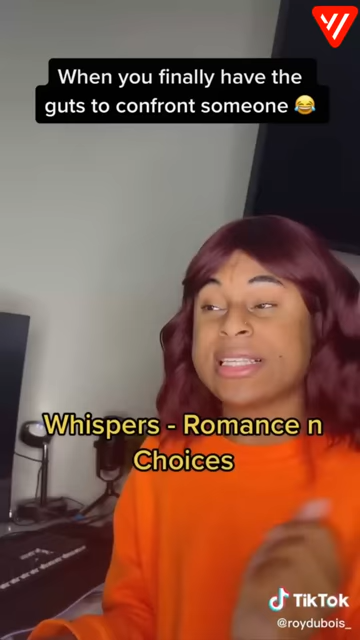 When you finally have the
guts to confront someone 😂
Whispers - Romance n
Choices
TikTok
@roydubois_